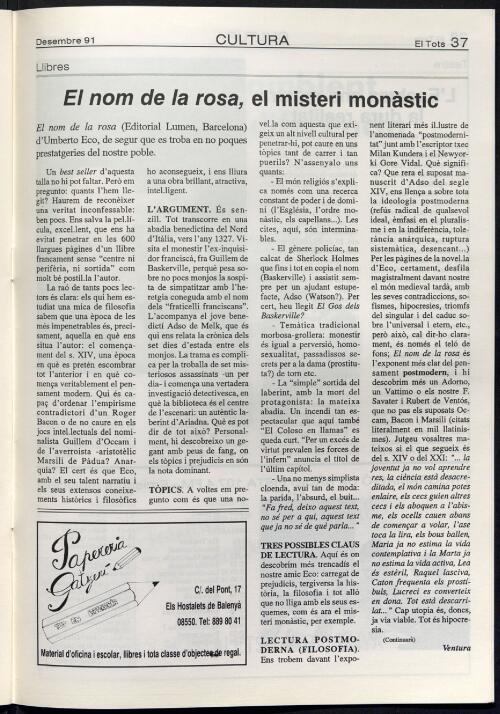 Desembre 91
CULTURA
El Tots 37
Llibres
El nom de la rosa, el misteri monàstic
El nom de la rosa (Editorial Lumen, Barcelona)
d'Umberto Eco, de segur que es troba en no poques
prestatgeries del nostre poble.
Un best seller d'aquesta
talla no hi pot faltar. Però em
pregunto: quants l'hem lle-
git? Haurem de reconèixer
una veritat inconfessable:
ben pocs. Ens salva la pel.lí-
cula, excel.lent, que ens ha
evitat penetrar en les 600
llargues pàgines d'un llibre
francament sense "centre ni
perifèria, ni sortida" com
molt bé postil.la l'autor.
La raó de tants pocs lec-
tors és clara: els qui hem es-
tudiat una mica de filosofia
sabem que una època de les
més impenetrables és, preci-
sament, aquella en què ens
situa l'autor: el comença-
ment del s. XIV, una època
en què es pretén escombrar
tot l'anterior i en què co-
mença veritablement el pen-
sament modern. Qui és ca-
paç d'ordenar l'empirisme
contradictori d'un Roger
Bacon o de no caure en els
jocs intel.lectuals del nomi-
nalista Guillem d'Occam i
de l'averroista -aristotèlic
Marsili de Pàdua? Anar-
quia? El cert és que Eco,
amb el seu talent narratiu i
els seus extensos coneixe-
ments històrics i filosòfics
ho aconsegueix, i ens lliura
a una obra brillant, atractiva,
intel.ligent.
L'ARGUMENT. És sen-
zill. Tot transcorre en una
abadia benedictina del Nord
d'Itàlia, vers l'any 1327. Vi-
sita el monestir l'ex-inquisi-
dor franciscà, fra Guillem de
Baskerville, perquè pesa so-
bre no pocs monjos la sospi-
ta de simpatitzar amb l'he-
retgia coneguda amb el nom
dels "fraticelli franciscans".
L'acompanya el jove bene-
dictí Adso de Melk, que és
qui ens relata la crònica dels
set dies d'estada entre els
monjos. La trama es compli-
ca per la troballa de set mis-
teriosos assassinats -un per
dia- i comença una vertadera
investigació detectivesca, en
què la biblioteca és el centre
de l'escenari: un autèntic la-
berint d'Ariadna. Què es pot
dir de tot això? Personal-
ment, hi descobreixo un ge-
gant amb peus de fang, on
els tòpics i prejudicis en són
la nota dominant.
TÒPICS. A voltes em pre-
gunto com és que una no-
vel.la com aquesta que exi-
geix un alt nivell cultural per
penetrar-hi, pot caure en uns
tòpics tant de carrer i tan
puerils? N'assenyalo uns
quants:
- El món religiós s'expli-
ca només com una recerca
constant de poder i de domi-
ni (l'Església, l'ordre mo-
nàstic, els capellans...). Les
cites, aquí, són intermina-
bles.
- El gènere policíac, tan
calcat de Sherlock Holmes
que fins i tot en copia el nom
(Baskerville) i assistit sem-
pre per un ajudant estupe-
facte, Adso (Watson?). Per
cert, heu llegit El Gos dels
Baskerville?
- Temàtica tradicional
morbosa-grollera: monestir
és igual a perversió, homo-
sexualitat, passadissos se-
crets per a la dama (prostitu-
ta?) de torn etc.
- La "simple" sortida del
laberint, amb la mort del
protagonista: la mateixa
abadia. Un incendi tan es-
pectacular que aquí també
"El Coloso en llamas" es
queda curt. "Per un excés de
virtut prevalen les forces de
l'infern" anuncia el títol de
l'últim capítol.
- Una no menys simplista
cloenda, avui tan de moda:
la parida, l'absurd, el buit...
"Fa fred, deixo aquest text,
no sé per a qui, aquest text
que ja no sé de què parla..."
TRES POSSIBLES CLAUS
DE LECTURA. Aquí és on
descobrim més trencadís el
nostre amic Eco: carregat de
prejudicis, tergiversa la his-
tòria, la filosofia i tot allò
que no lliga amb els seus es-
quemes, com és ara el mis-
teri monàstic, per exemple.
LECTURA POSTMO-
DERNA (FILOSOFIA).
Ens trobem davant l'expo-
nent literari més il.lustre de
l'anomenada "postmoderni-
tat" junt amb l'escriptor txec
Milan Kundera i el Newyor-
ki Gore Vidal. Què signifi-
ca? Que rera el suposat ma-
nuscrit d'Adso del segle
XIV, ens llença a sobre tota
la ideologia postmoderna
(refús radical de qualsevol
ideal, èmfasi en el pluralis-
me i en la indiferència, tole-
rància anàrquica, ruptura
sistemàtica, desencant...)
Per les pàgines de la novel.la
d'Eco, certament, desfila
magistralment davant nostre
el món medieval tardà, amb
les seves contradiccions, so-
fismes, hipocresies, trionfs
del singular i del caduc so-
bre l'universal i etern, etc.,
però això, cal dir-ho clara-
ment, és només el teló de
fons; El nom de la rosa és
l'exponent més clar del pen-
sament postmodern, i hi
descobrim més un Adorno,
un Vattimo o els nostre F.
Savater i Rubert de Ventós,
que no pas els suposats Oc-
cam, Bacon i Marsili (citats
literalment en mil llatinis-
mes). Jutgeu vosaltres ma-
teixos si el que segueix és
del s. XIV o del XXI: "... la
joventut ja no vol aprendre
res, la ciència està desacre-
ditada, el món camina potes
enlaire, els cecs guien altres
cecs i els aboquen a l'abis-
me, els ocells cauen abans
de començar a volar, l'ase
toca la lira, els bous ballen,
Maria ja no estima la vida
contemplativa i la Marta ja
no estima la vida activa, Lea
és estèril, Raquel lasciva,
Caton frequenta els prostí-
buls, Lucreci es converteix
en dona. Tot està descarri-
lat..." Cap utopia és, doncs,
ja via viable. Tot és hipocre-
sia.
(Continuarà)
Ventura
Papereria
C/. del Pont, 17
Els Hostalets de Balenyà
08550. Tel: 889 80 41
Material d'oficina i escolar, llibres i tota classe d'objectes de regal.